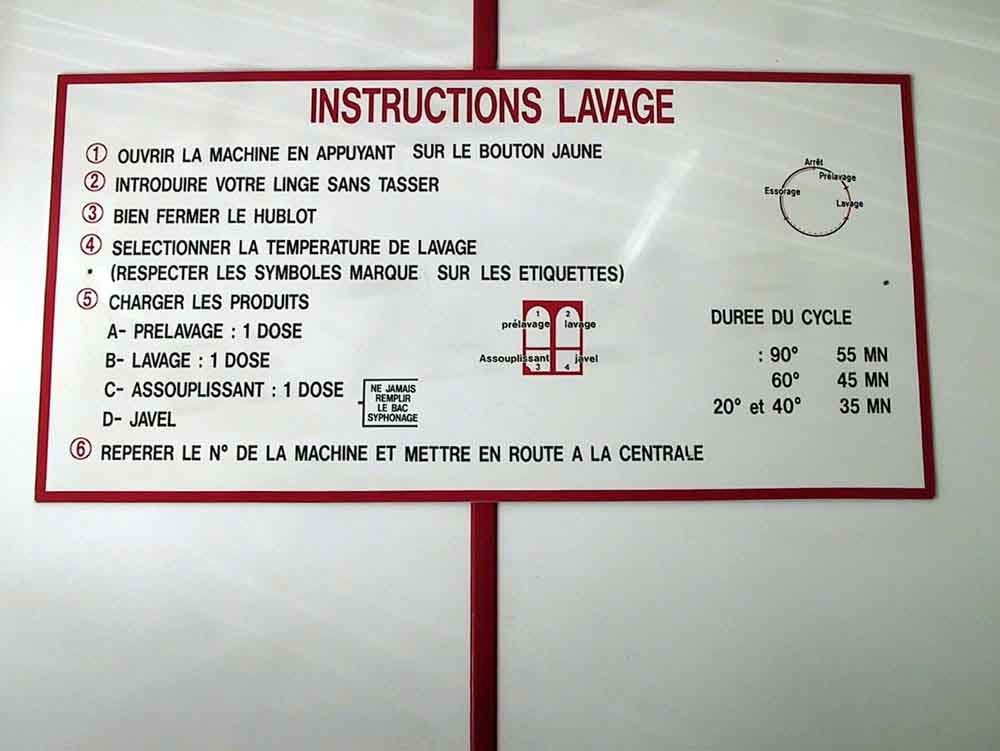 INSTRUCTIONS LAVAGE
1 OUVRIR LA MACHINE EN APPUYANT SUR LE BOUTON JAUNE
2 INTRODUIRE VOTRE LINGE SANS TASSER
3 BIEN FERMER LE HUBLOT
4 SELECTIONNER LA TEMPERATURE DE LAVAGE
(RESPECTER LES SYMBOLES MARQUE SUR LES ETIQUETTES)
5 CHARGER LES PRODUITS
A- PRELAVAGE : 1 DOSE
B- LAVAGE : 1 DOSE
C- ASSOUPLISSANT : 1 DOSE
D- JAVEL
NE JAMAIS
REMPLIR
LE BAC
SYPHONAGE
1 2
prélavage lavage
Assouplissant javel
3 4
Arrêt
Prélavage
Essorage
Lavage
DUREE DU CYCLE
: 90° 55 MN
60° 45 MN
20° et 40° 35 MN
6 REPERER LE N° DE LA MACHINE ET METTRE EN ROUTE A LA CENTRALE